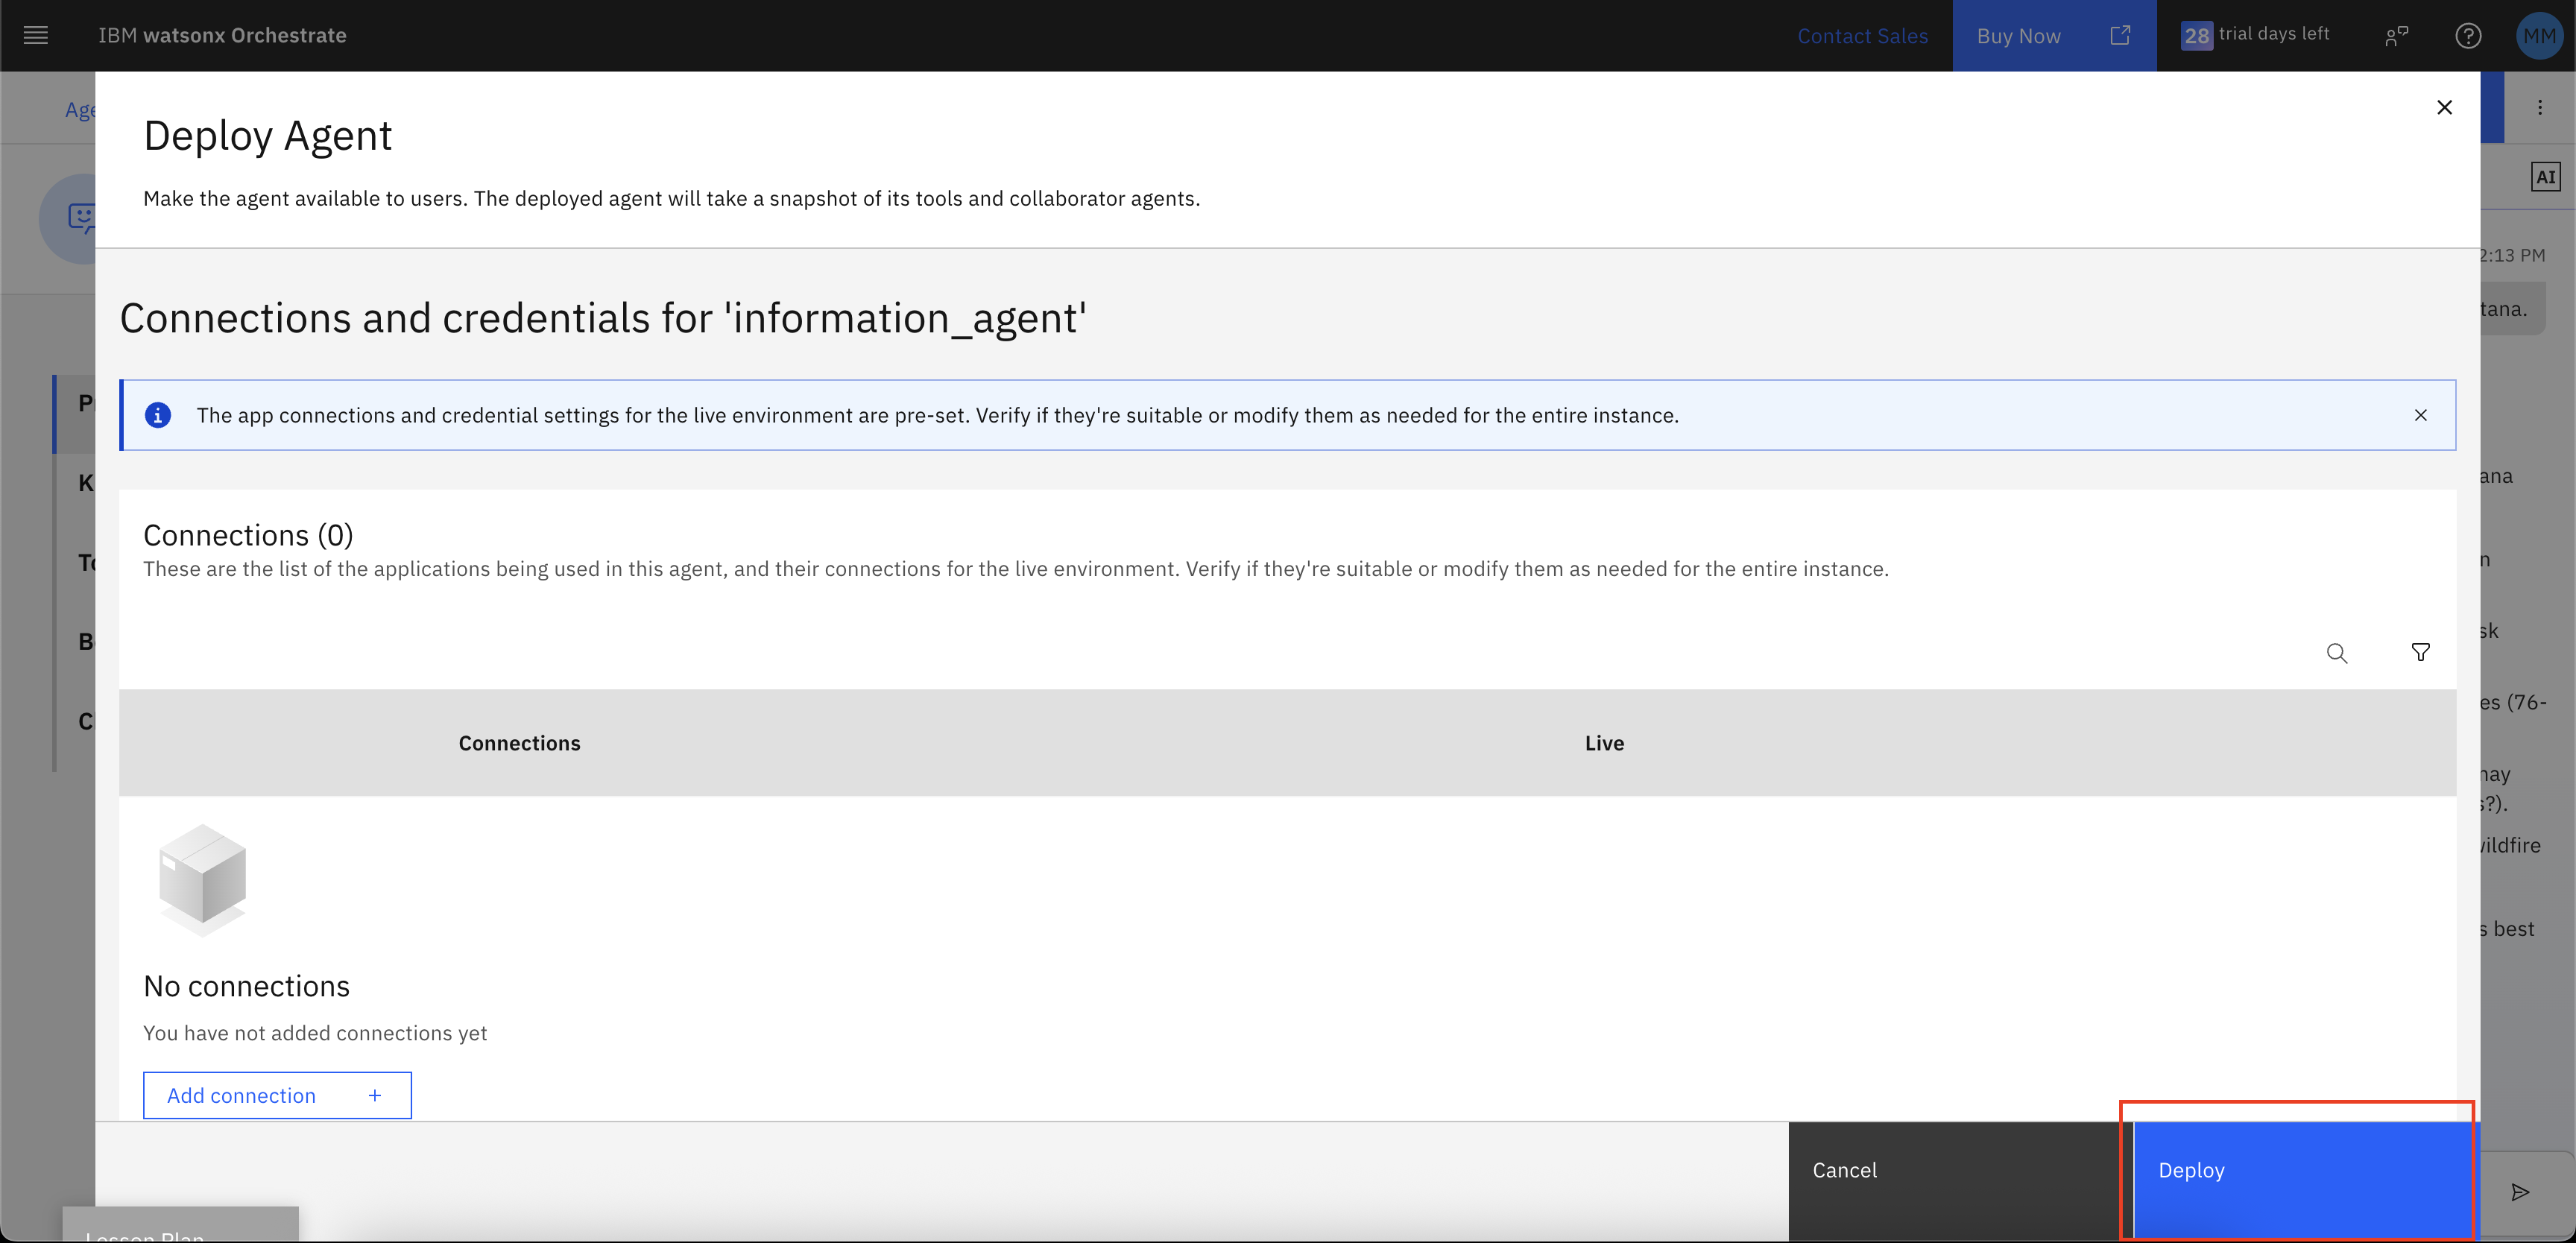 IBM watsonx Orchestrate
Contact Sales
Buy Now
28 trial days left
MM
Deploy Agent
Make the agent available to users. The deployed agent will take a snapshot of its tools and collaborator agents.
AI
2:13 PM
Connections and credentials for 'information_agent'
tana.
The app connections and credential settings for the live environment are pre-set. Verify if they're suitable or modify them as needed for the entire instance.
ana
Connections (0)
These are the list of the applications being used in this agent, and their connections for the live environment. Verify if they're suitable or modify them as needed for the entire instance.
sk
es (76-
Connections
Live
s?).
No connections
s best
You have not added connections yet
Add connection +
Cancel
Deploy
Lesson Plan